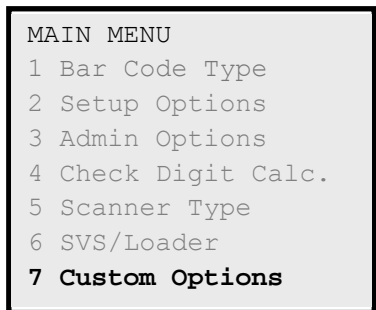 MAIN MENU
1 Bar Code Type
2 Setup Options
3 Admin Options
4 Check Digit Calc.
5 Scanner Type
6 SVS/Loader
7 Custom Options